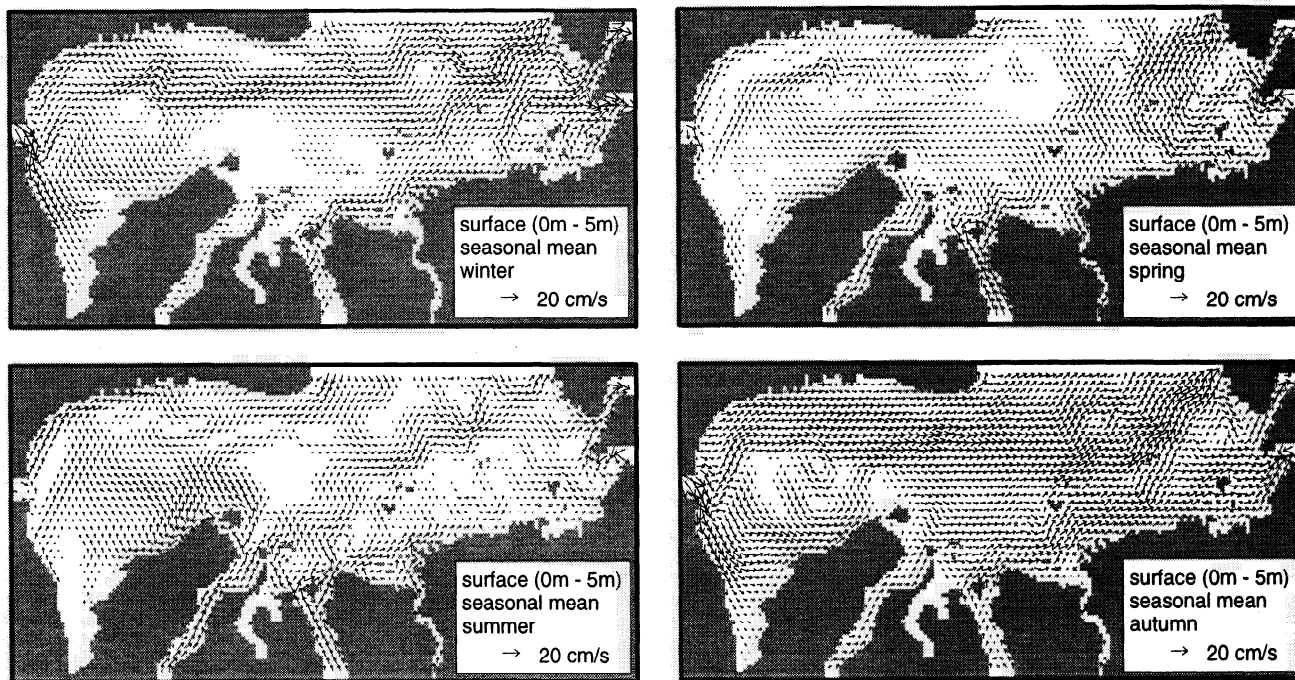 surface (0m - 5m)
seasonal mean
winter
→ 20 cm/s
surface (0m - 5m)
seasonal mean
spring
→ 20 cm/s
surface (0m - 5m)
seasonal mean
summer
→ 20 cm/s
surface (0m - 5m)
seasonal mean
autumn
→ 20 cm/s